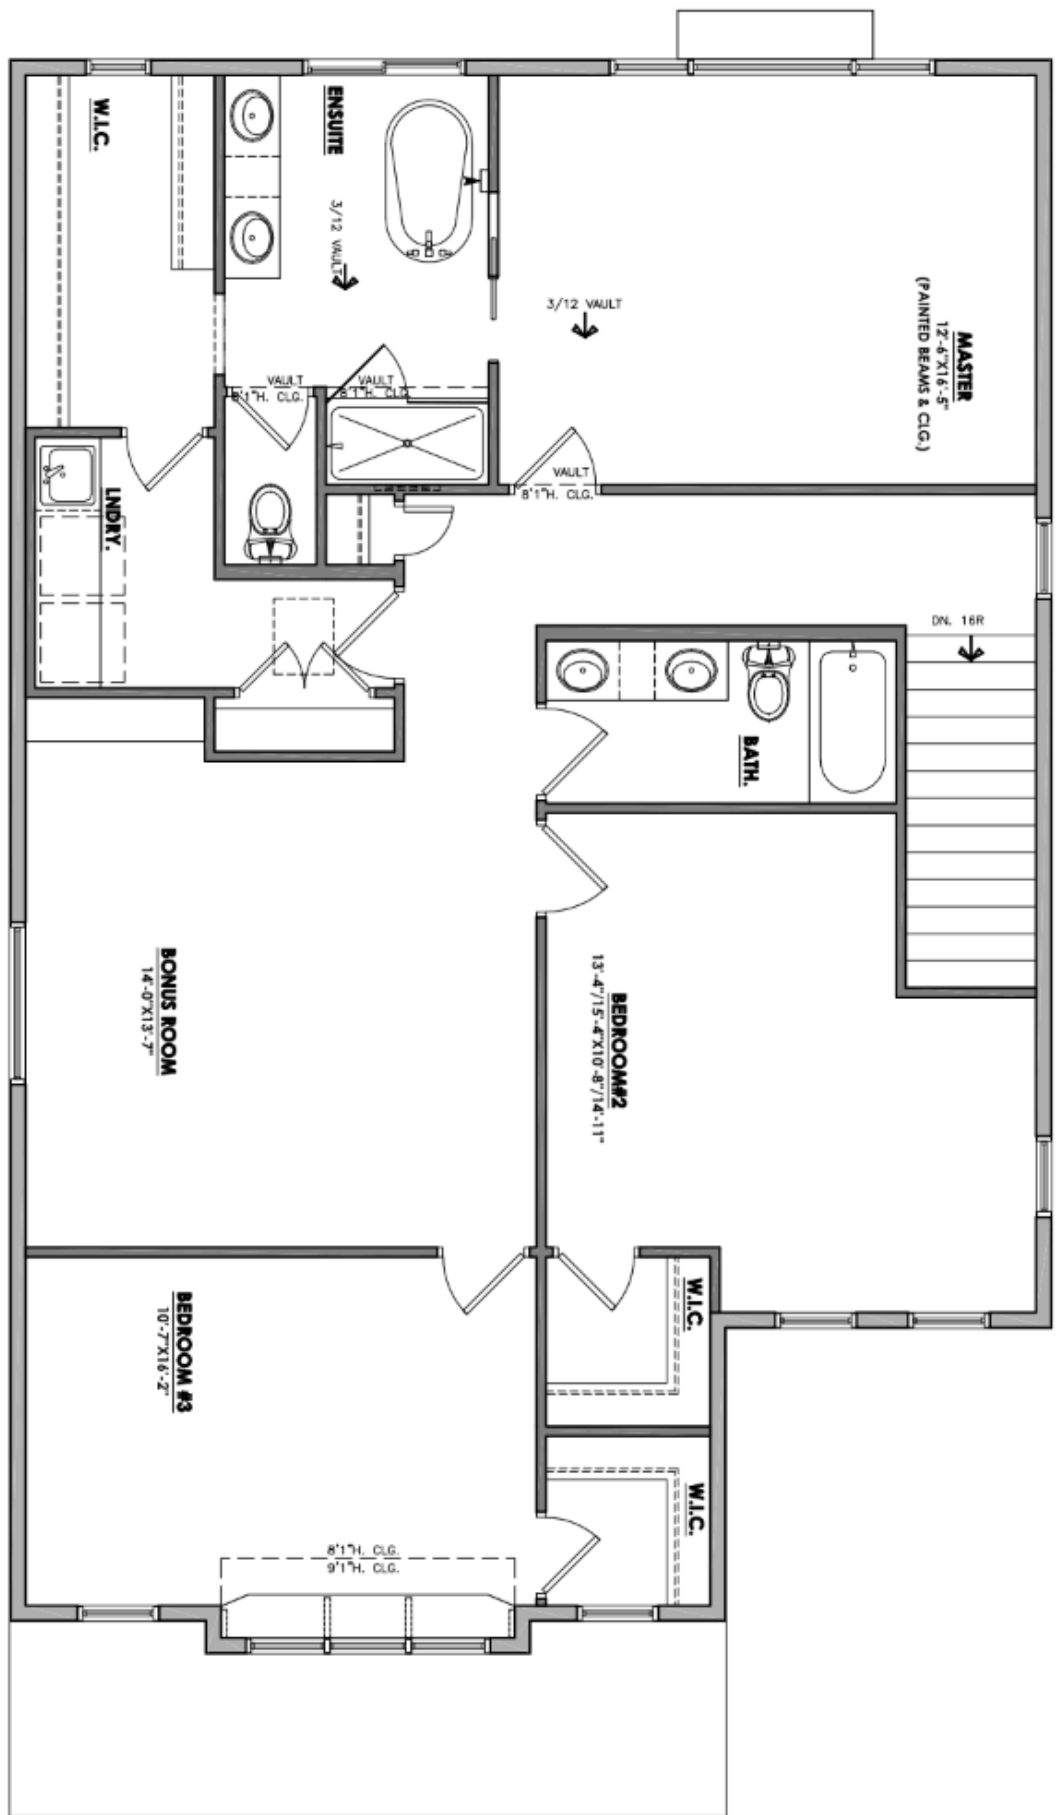 W.I.C.
ENSUITE
3/12 VAULT
3/12 VAULT
MASTER
12'-6"X16'-5"
(PAINTED BEAMS & CLG.)
VAULT
8'1"H. CLG.
VAULT
8'1"H. CLG.
VAULT
8'1"H. CLG.
LNDRY.
DN. 16R
BATH.
BONUS ROOM
14'-0"X13'-7"
BEDROOM#2
13'-4"/15'-4"X10'-8"/14'-11"
BEDROOM #3
10'-7"X16'-2"
W.I.C.
W.I.C.
8'1"H. CLG.
9'1"H. CLG.